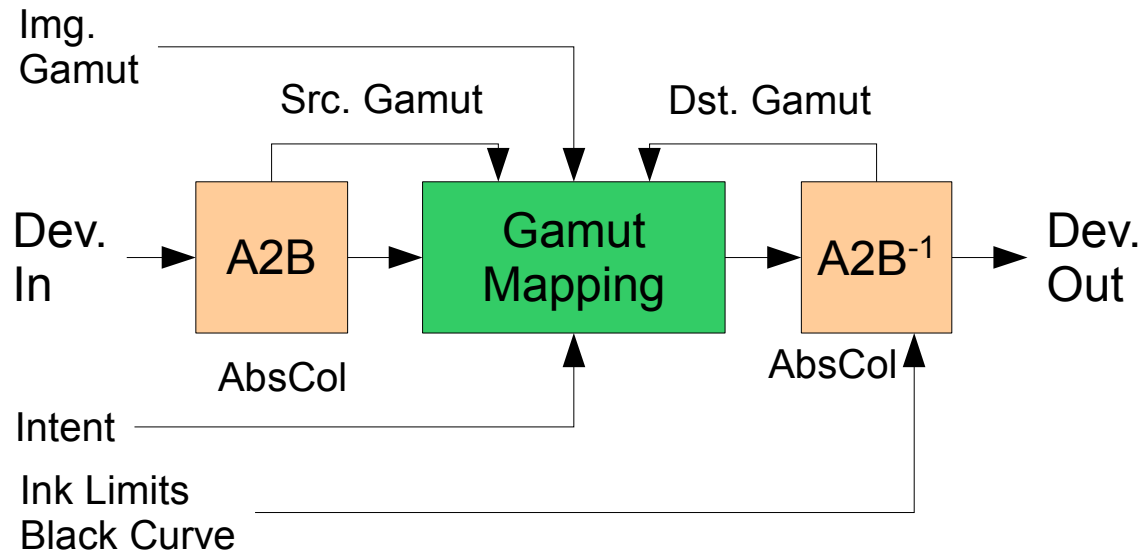 Img.
Gamut
Src. Gamut
Dst. Gamut
Dev.
In
A2B
Gamut
Mapping
A2B-1
Dev.
Out
AbsCol
AbsCol
Intent
Ink Limits
Black Curve